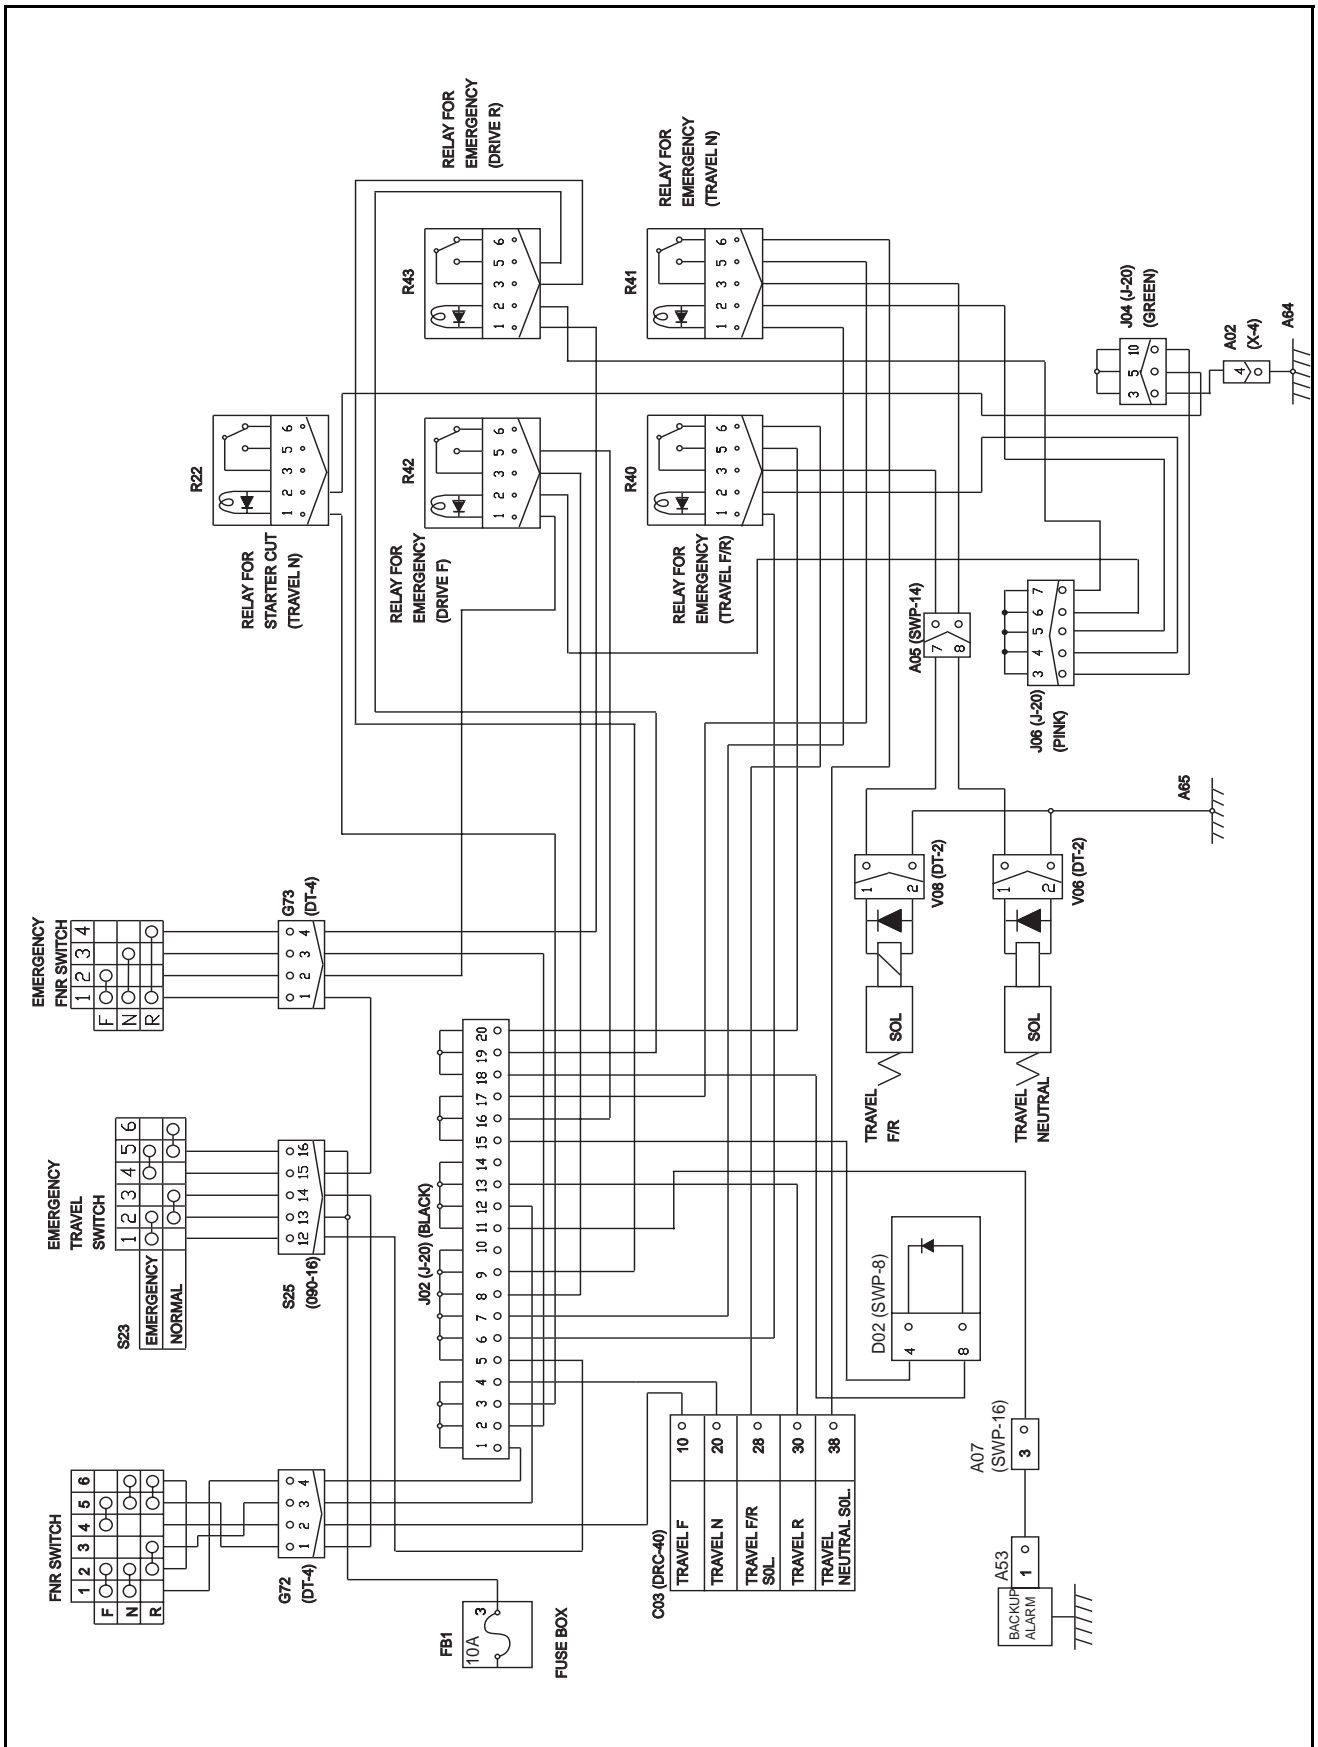 RELAY FOR
EMERGENCY
(DRIVE R)
R43
1 2 3 5 6
RELAY FOR
EMERGENCY
(TRAVEL N)
R41
1 2 3 5 6
R22
1 2 3 5 6
RELAY FOR
STARTER CUT
(TRAVEL N)
R42
1 2 3 5 6
RELAY FOR
EMERGENCY
(DRIVE F)
R40
1 2 3 5 6
RELAY FOR
EMERGENCY
(TRAVEL F/R)
J04 (J-20)
(GREEN)
3 5 10
A02
(X-4)
4
A64
A05 (SWP-14)
7
8
J06 (J-20)
(PINK)
3 4 5 6 7
A65
EMERGENCY
FNR SWITCH
1 2 3 4
F
N
R
G73
(DT-4)
1 2 3 4
EMERGENCY
TRAVEL
SWITCH
1 2 3 4 5 6
S23
EMERGENCY
NORMAL
S25
(090-16)
12 13 14 15 16
J02 (J-20) (BLACK)
1 2 3 4 5 6 7 8 9 10 11 12 13 14 15 16 17 18 19 20
FNR SWITCH
1 2 3 4 5 6
F
N
R
G72
(DT-4)
1 2 3 4
FB1
10A
3
FUSE BOX
C03 (DRC-40)
TRAVEL F 10
TRAVEL N 20
TRAVEL F/R
SOL. 28
TRAVEL R 30
TRAVEL
NEUTRAL SOL. 38
V08 (DT-2)
1
2
SOL
TRAVEL
F/R
V06 (DT-2)
1
2
SOL
TRAVEL
NEUTRAL
D02 (SWP-8)
4
8
A07
(SWP-16)
3
A53
1
BACKUP
ALARM